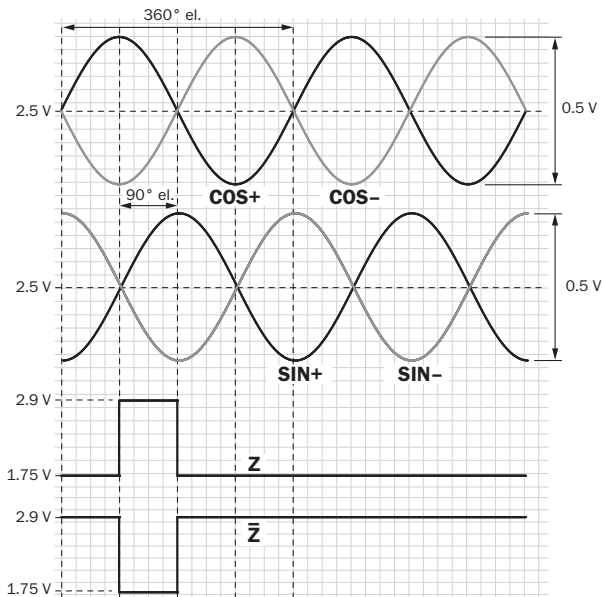 360° el.
2.5 V
0.5 V
90° el.
COS+
COS−
2.5 V
0.5 V
SIN+
SIN−
2.9 V
Z
1.75 V
2.9 V
Z̅
1.75 V